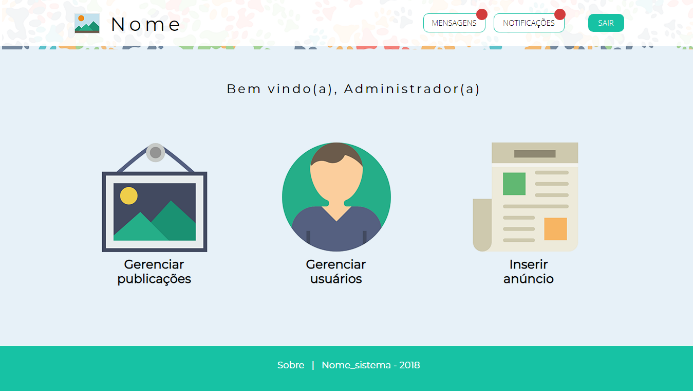 Nome
MENSAGENS
NOTIFICAÇÕES
SAIR
Bem vindo(a), Administrador(a)
Gerenciar
publicações
Gerenciar
usuários
Inserir
anúncio
Sobre | Nome_sistema - 2018